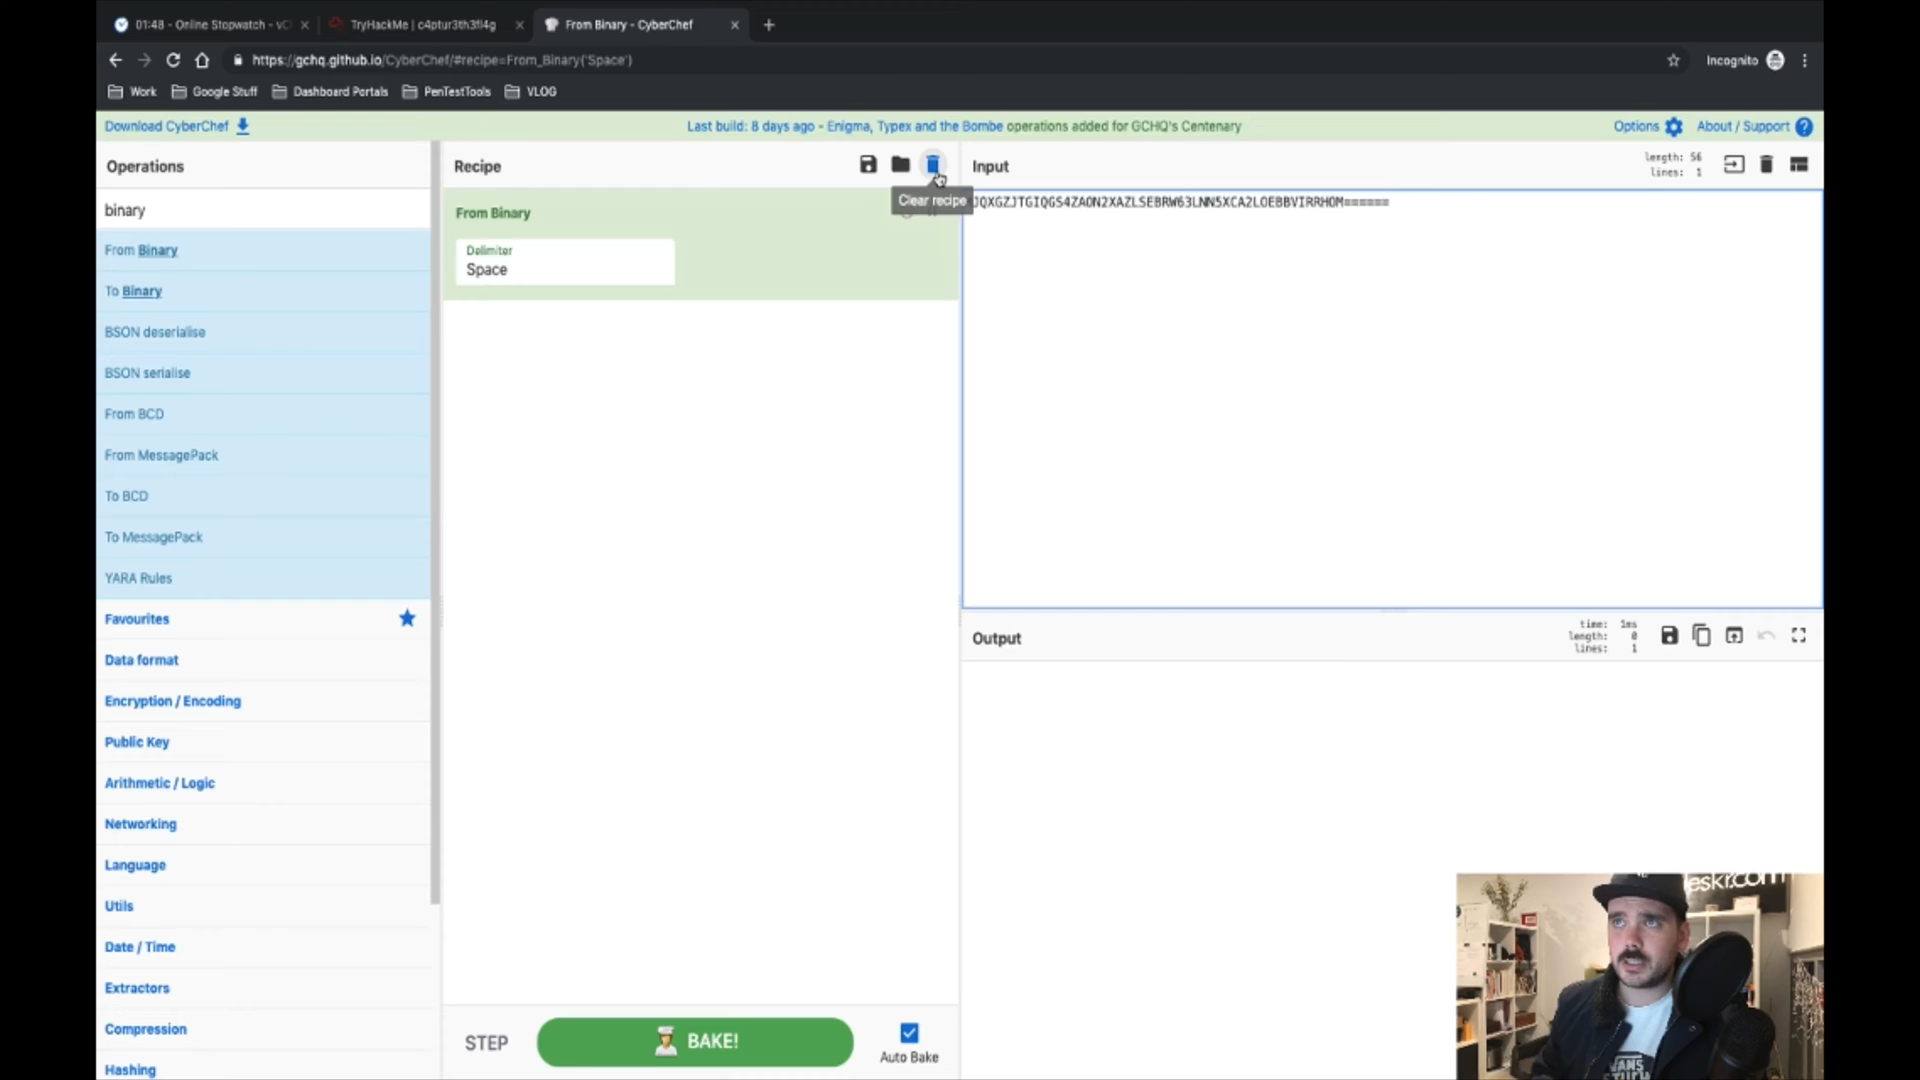 01:48 - Online Stopwatch - vC
TryHackMe | c4ptur3th3fl4g
From Binary - CyberChef
https://gchq.github.io/CyberChef/#recipe=From_Binary('Space')
Incognito
Work
Google Stuff
Dashboard Portals
PenTestTools
VLOG
Download CyberChef
Last build: 8 days ago - Enigma, Typex and the Bombe operations added for GCHQ's Centenary
Options
About / Support
Operations
Recipe
Input
length: 56
lines: 1
Clear recipe
binary
From Binary
To Binary
BSON deserialise
BSON serialise
From BCD
From MessagePack
To BCD
To MessagePack
YARA Rules
Favourites
Data format
Encryption / Encoding
Public Key
Arithmetic / Logic
Networking
Language
Utils
Date / Time
Extractors
Compression
Hashing
From Binary
Delimiter
Space
STEP
BAKE!
Auto Bake
JQXGZJTGIQGS4ZAON2XAZLSEBRW63LNN5XCA2LOEBBVIRRHOM======
Output
time: 1ms
length: 0
lines: 1
eskr.com
VANS